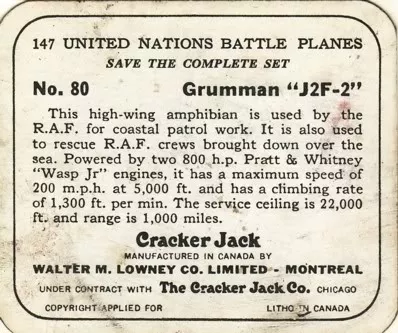 147 UNITED NATIONS BATTLE PLANES
SAVE THE COMPLETE SET
No. 80 Grumman "J2F-2"
This high-wing amphibian is used by the
R.A.F. for coastal patrol work. It is also used
to rescue R.A.F. crews brought down over the
sea. Powered by two 800 h.p. Pratt & Whitney
"Wasp Jr" engines, it has a maximum speed of
200 m.p.h. at 5,000 ft. and has a climbing rate
of 1,300 ft. per min. The service ceiling is 22,000
ft. and range is 1,000 miles.
Cracker Jack
MANUFACTURED IN CANADA BY
WALTER M. LOWNEY CO. LIMITED - MONTREAL
UNDER CONTRACT WITH The Cracker Jack Co. CHICAGO
COPYRIGHT APPLIED FOR LITHO IN CANADA